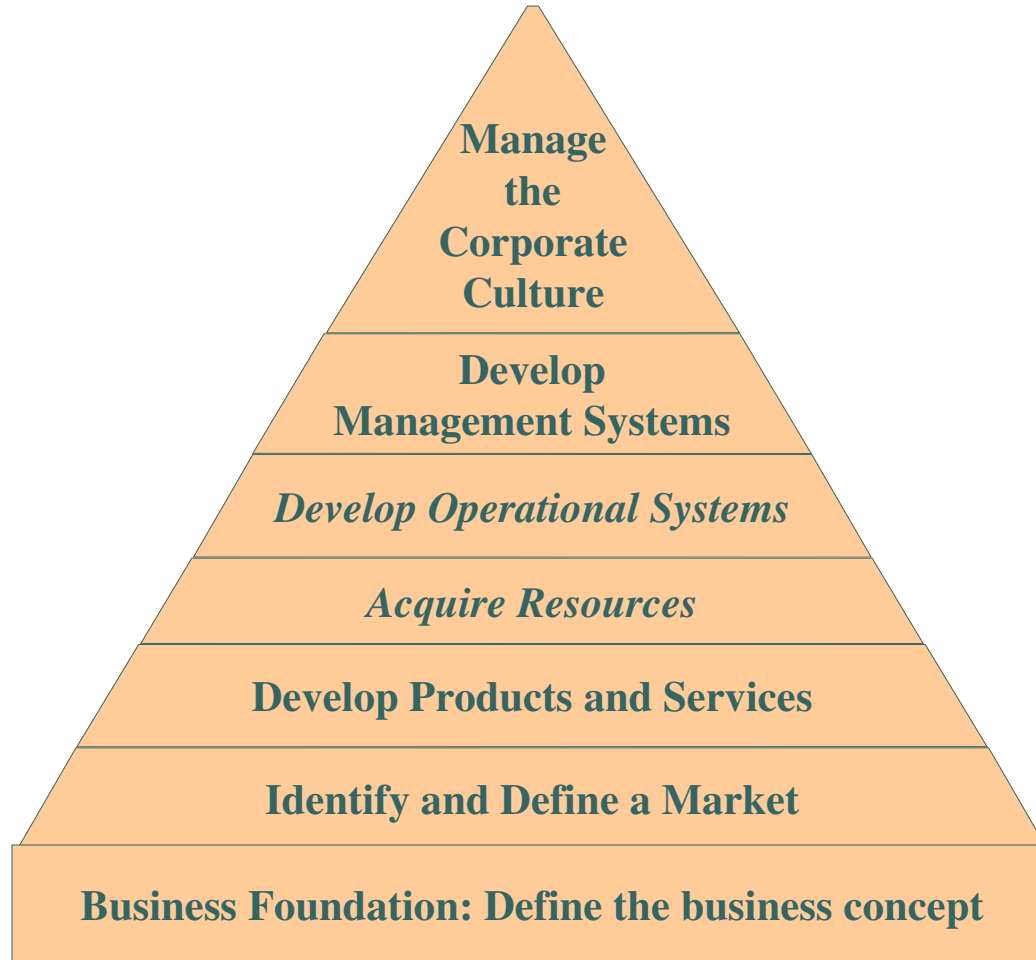 Manage
the
Corporate
Culture
Develop
Management Systems
Develop Operational Systems
Acquire Resources
Develop Products and Services
Identify and Define a Market
Business Foundation: Define the business concept